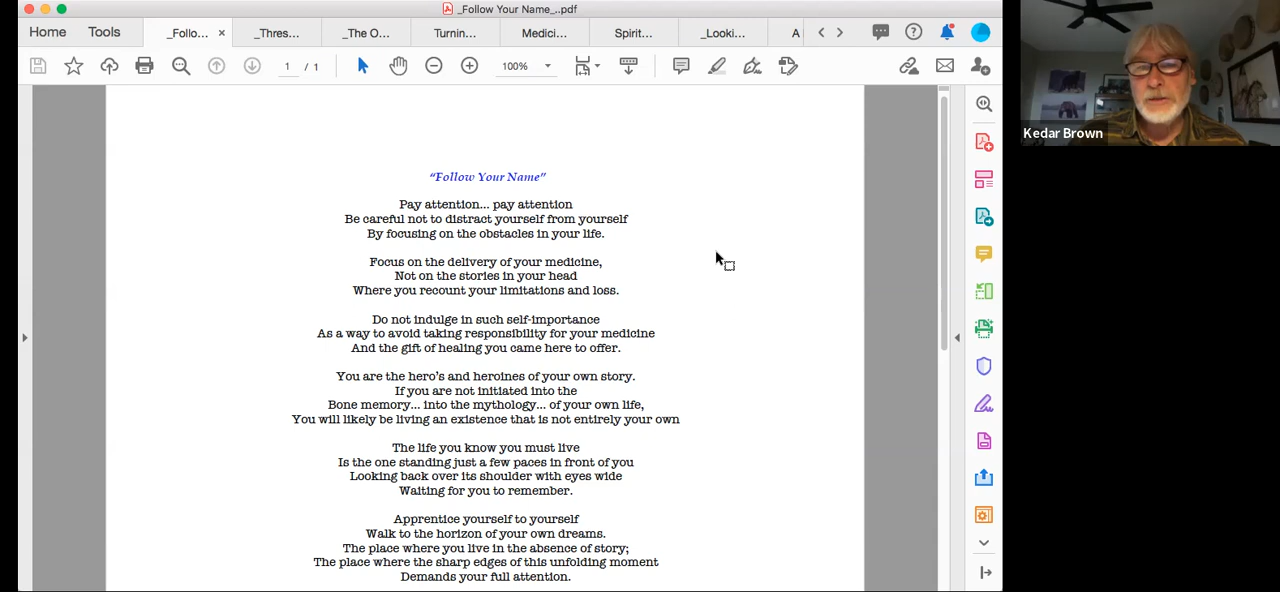 _Follow Your Name_..pdf
Home Tools _Follo... × _Thres... _The O... Turnin... Medici... Spirit... _Looki... A
1 / 1 100%
Kedar Brown
“Follow Your Name”
Pay attention... pay attention
Be careful not to distract yourself from yourself
By focusing on the obstacles in your life.
Focus on the delivery of your medicine,
Not on the stories in your head
Where you recount your limitations and loss.
Do not indulge in such self-importance
As a way to avoid taking responsibility for your medicine
And the gift of healing you came here to offer.
You are the hero’s and heroines of your own story.
If you are not initiated into the
Bone memory... into the mythology... of your own life,
You will likely be living an existence that is not entirely your own
The life you know you must live
Is the one standing just a few paces in front of you
Looking back over its shoulder with eyes wide
Waiting for you to remember.
Apprentice yourself to yourself
Walk to the horizon of your own dreams.
The place where you live in the absence of story;
The place where the sharp edges of this unfolding moment
Demands your full attention.